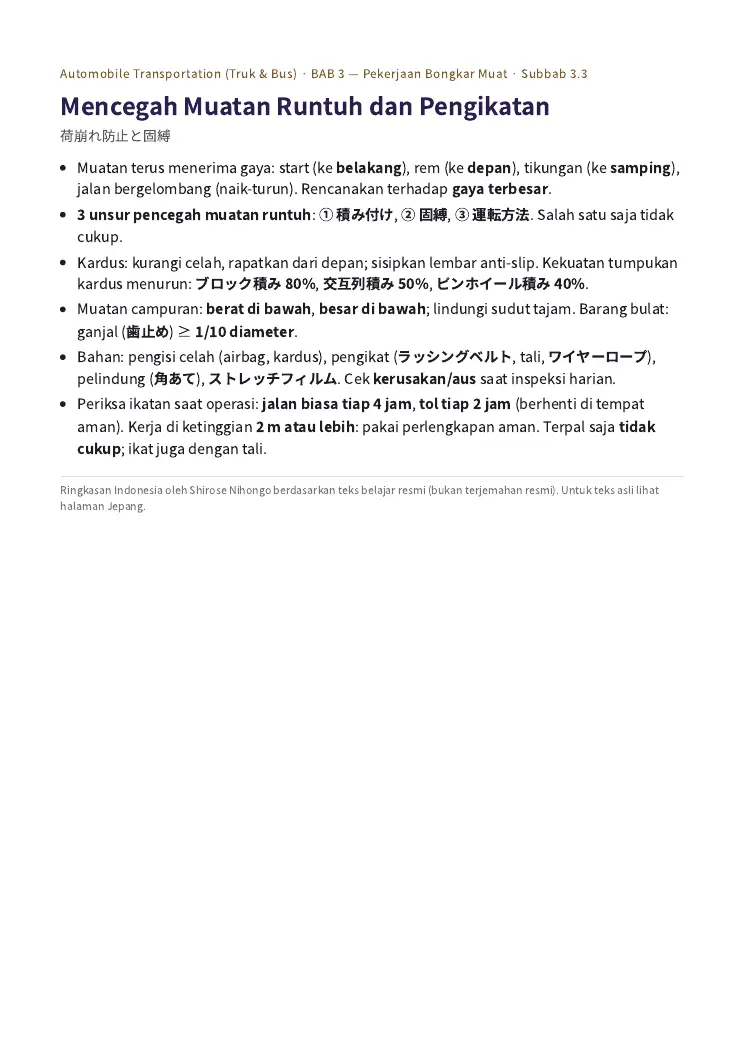 Automobile Transportation (Truk & Bus) · BAB 3 — Pekerjaan Bongkar Muat · Subbab 3.3
Mencegah Muatan Runtuh dan Pengikatan
荷崩れ防止と固縛
• Muatan terus menerima gaya: start (ke belakang), rem (ke depan), tikungan (ke samping),
jalan bergelombang (naik-turun). Rencanakan terhadap gaya terbesar.
• 3 unsur pencegah muatan runtuh: ① 積み付け, ② 固縛, ③ 運転方法. Salah satu saja tidak
cukup.
• Kardus: kurangi celah, rapatkan dari depan; sisipkan lembar anti-slip. Kekuatan tumpukan
kardus menurun: ブロック積み 80%, 交互列積み 50%, ピンホイール積み 40%.
• Muatan campuran: berat di bawah, besar di bawah; lindungi sudut tajam. Barang bulat:
ganjal (歯止め) ≥ 1/10 diameter.
• Bahan: pengisi celah (airbag, kardus), pengikat (ラッシングベルト, tali, ワイヤーロープ),
pelindung (角あて), ストレッチフィルム. Cek kerusakan/aus saat inspeksi harian.
• Periksa ikatan saat operasi: jalan biasa tiap 4 jam, tol tiap 2 jam (berhenti di tempat
aman). Kerja di ketinggian 2 m atau lebih: pakai perlengkapan aman. Terpal saja tidak
cukup; ikat juga dengan tali.
Ringkasan Indonesia oleh Shirose Nihongo berdasarkan teks belajar resmi (bukan terjemahan resmi). Untuk teks asli lihat
halaman Jepang.